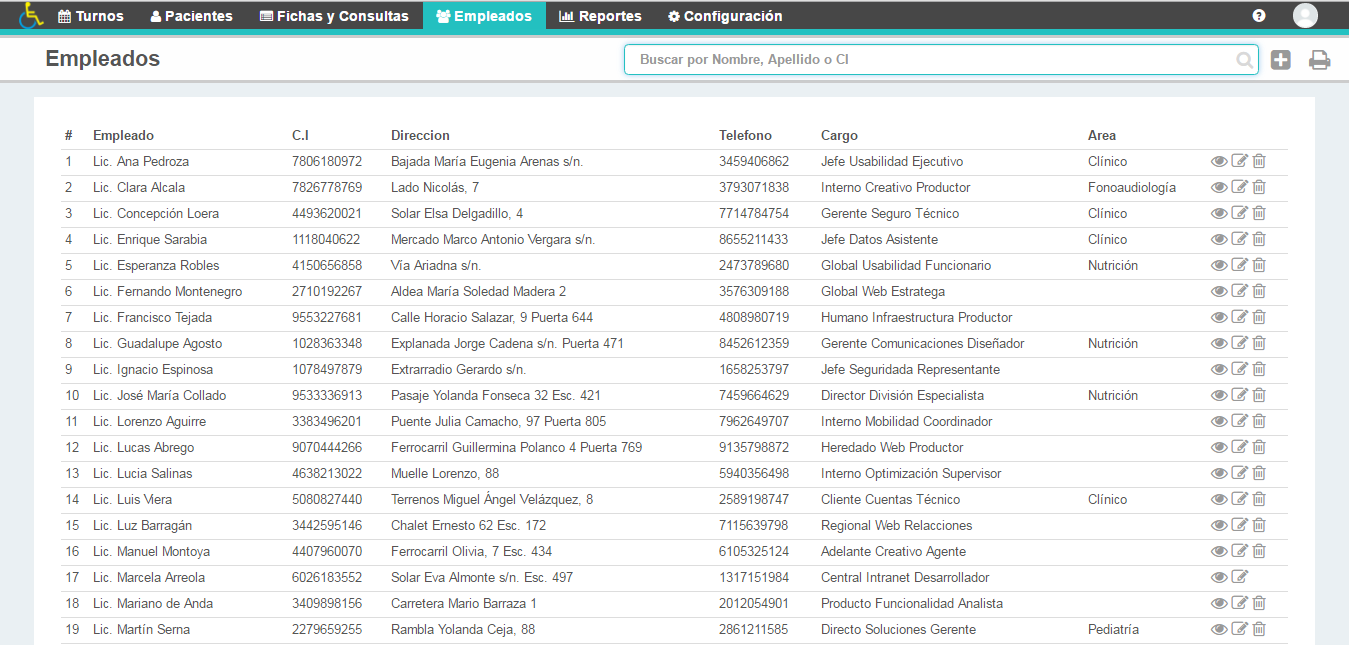 Turnos Pacientes Fichas y Consultas Empleados Reportes Configuración ?
Empleados Buscar por Nombre, Apellido o CI
# Empleado C.I Direccion Telefono Cargo Area
1 Lic. Ana Pedroza 7806180972 Bajada María Eugenia Arenas s/n. 3459406862 Jefe Usabilidad Ejecutivo Clínico
2 Lic. Clara Alcala 7826778769 Lado Nicolás, 7 3793071838 Interno Creativo Productor Fonoaudiología
3 Lic. Concepción Loera 4493620021 Solar Elsa Delgadillo, 4 7714784754 Gerente Seguro Técnico Clínico
4 Lic. Enrique Sarabia 1118040622 Mercado Marco Antonio Vergara s/n. 8655211433 Jefe Datos Asistente Clínico
5 Lic. Esperanza Robles 4150656858 Vía Ariadna s/n. 2473789680 Global Usabilidad Funcionario Nutrición
6 Lic. Fernando Montenegro 2710192267 Aldea María Soledad Madera 2 3576309188 Global Web Estratega
7 Lic. Francisco Tejada 9553227681 Calle Horacio Salazar, 9 Puerta 644 4808980719 Humano Infraestructura Productor
8 Lic. Guadalupe Agosto 1028363348 Explanada Jorge Cadena s/n. Puerta 471 8452612359 Gerente Comunicaciones Diseñador Nutrición
9 Lic. Ignacio Espinosa 1078497879 Extrarradio Gerardo s/n. 1658253797 Jefe Seguridada Representante
10 Lic. José María Collado 9533336913 Pasaje Yolanda Fonseca 32 Esc. 421 7459664629 Director División Especialista Nutrición
11 Lic. Lorenzo Aguirre 3383496201 Puente Julia Camacho, 97 Puerta 805 7962649707 Interno Mobilidad Coordinador
12 Lic. Lucas Abrego 9070444266 Ferrocarril Guillermina Polanco 4 Puerta 769 9135798872 Heredado Web Productor
13 Lic. Lucia Salinas 4638213022 Muelle Lorenzo, 88 5940356498 Interno Optimización Supervisor
14 Lic. Luis Viera 5080827440 Terrenos Miguel Ángel Velázquez, 8 2589198747 Cliente Cuentas Técnico Clínico
15 Lic. Luz Barragán 3442595146 Chalet Ernesto 62 Esc. 172 7115639798 Regional Web Relacciones
16 Lic. Manuel Montoya 4407960070 Ferrocarril Olivia, 7 Esc. 434 6105325124 Adelante Creativo Agente
17 Lic. Marcela Arreola 6026183552 Solar Eva Almonte s/n. Esc. 497 1317151984 Central Intranet Desarrollador
18 Lic. Mariano de Anda 3409898156 Carretera Mario Barraza 1 2012054901 Producto Funcionalidad Analista
19 Lic. Martín Serna 2279659255 Rambla Yolanda Ceja, 88 2861211585 Directo Soluciones Gerente Pediatría